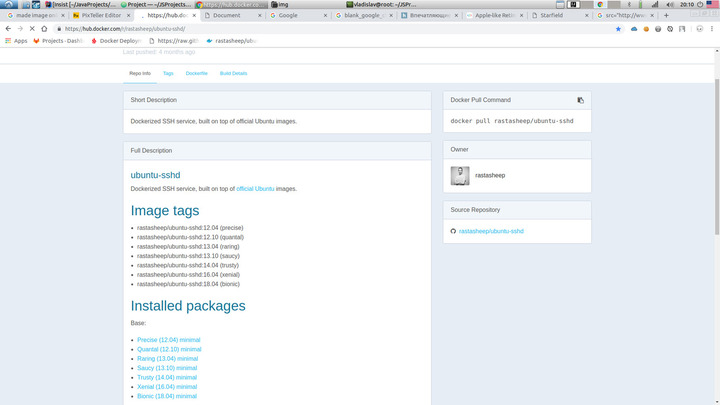 [Insist [~/JavaProjects/
Project — ~/JSProjects...
https://hub.docker.co...
img
vladislav@root: ~/JSPr...
20:10
made image un
PixTeller Editor
https://hub.do
Document
Google
blank_google_
Впечатляющие
Apple-like Reti
Starfield
src="http://ww
https://hub.docker.com/r/rastasheep/ubuntu-sshd/
Apps
Projects - Dashb
Docker Deploym
https://raw.gith
rastasheep/ubun
Last posted: 4 months ago
Repo Info
Tags
Dockerfile
Build Details
Short Description
Dockerized SSH service, built on top of official Ubuntu images.
Full Description
ubuntu-sshd
Dockerized SSH service, built on top of official Ubuntu images.
Image tags
• rastasheep/ubuntu-sshd:12.04 (precise)
• rastasheep/ubuntu-sshd:12.10 (quantal)
• rastasheep/ubuntu-sshd:13.04 (raring)
• rastasheep/ubuntu-sshd:13.10 (saucy)
• rastasheep/ubuntu-sshd:14.04 (trusty)
• rastasheep/ubuntu-sshd:16.04 (xenial)
• rastasheep/ubuntu-sshd:18.04 (bionic)
Installed packages
Base:
• Precise (12.04) minimal
• Quantal (12.10) minimal
• Raring (13.04) minimal
• Saucy (13.10) minimal
• Trusty (14.04) minimal
• Xenial (16.04) minimal
• Bionic (18.04) minimal
Docker Pull Command
docker pull rastasheep/ubuntu-sshd
Owner
rastasheep
Source Repository
rastasheep/ubuntu-sshd